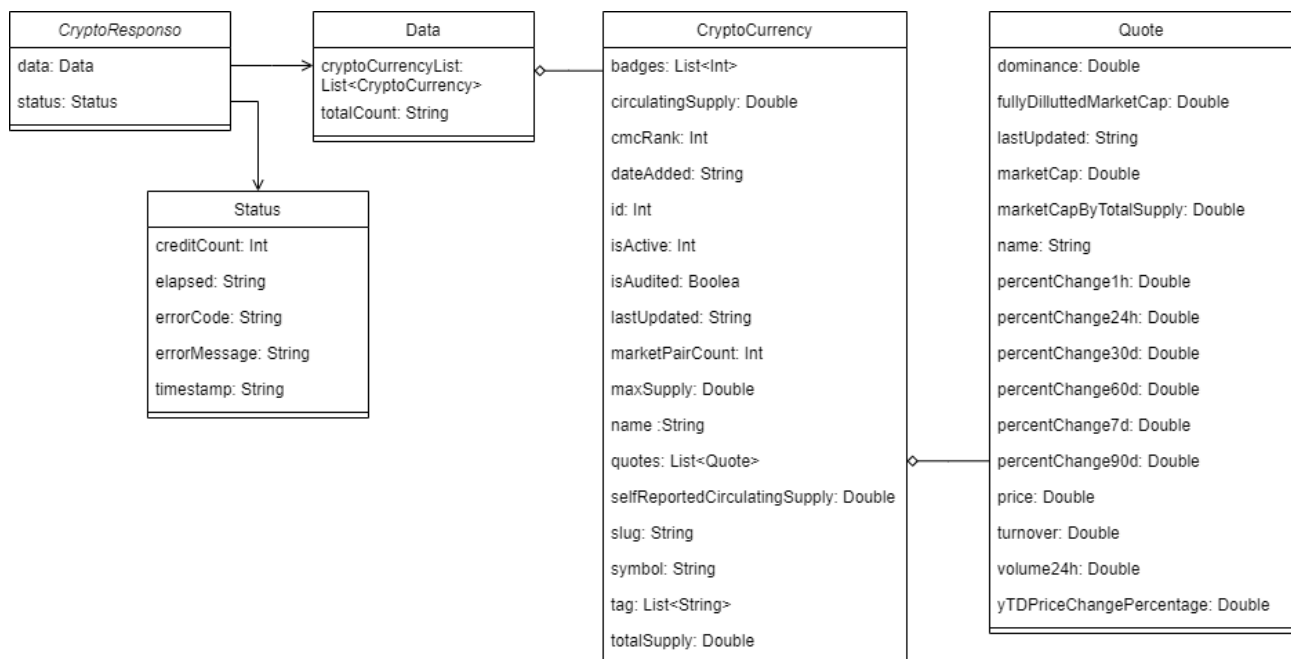 CryptoResponso
data: Data
status: Status
Data
cryptoCurrencyList:
List<CryptoCurrency>
totalCount: String
Status
creditCount: Int
elapsed: String
errorCode: String
errorMessage: String
timestamp: String
CryptoCurrency
badges: List<Int>
circulatingSupply: Double
cmcRank: Int
dateAdded: String
id: Int
isActive: Int
isAudited: Boolea
lastUpdated: String
marketPairCount: Int
maxSupply: Double
name :String
quotes: List<Quote>
selfReportedCirculatingSupply: Double
slug: String
symbol: String
tag: List<String>
totalSupply: Double
Quote
dominance: Double
fullyDilluttedMarketCap: Double
lastUpdated: String
marketCap: Double
marketCapByTotalSupply: Double
name: String
percentChange1h: Double
percentChange24h: Double
percentChange30d: Double
percentChange60d: Double
percentChange7d: Double
percentChange90d: Double
price: Double
turnover: Double
volume24h: Double
yTDPriceChangePercentage: Double